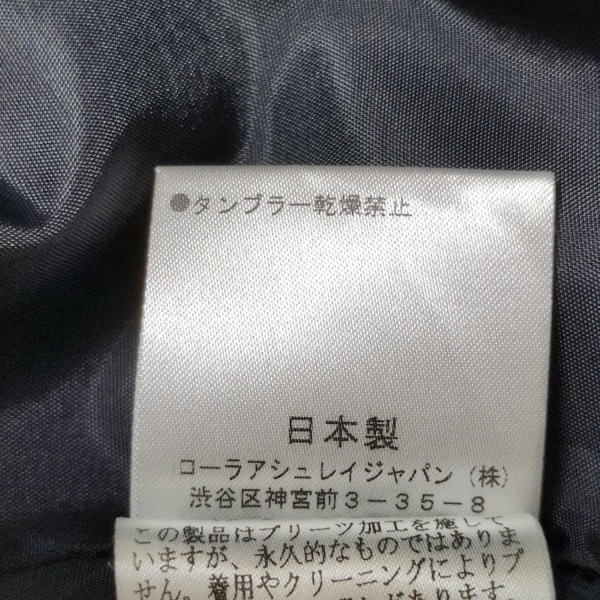 ●タンブラー乾燥禁止
日本製
ローラアシュレイジャパン(株)
渋谷区神宮前3-35-8
この製品はプリーツ加工を施して
いますが、永久的なものではありま
せん。着用やクリーニングによりプ